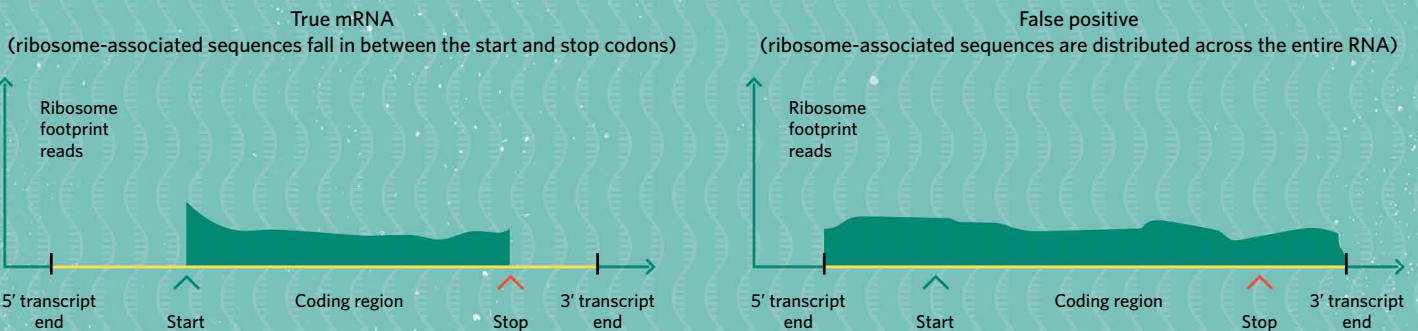 True mRNA
(ribosome-associated sequences fall in between the start and stop codons)
Ribosome
footprint
reads
5′ transcript
end
Start
Coding region
Stop
3′ transcript
end
False positive
(ribosome-associated sequences are distributed across the entire RNA)
Ribosome
footprint
reads
5′ transcript
end
Start
Coding region
Stop
3′ transcript
end